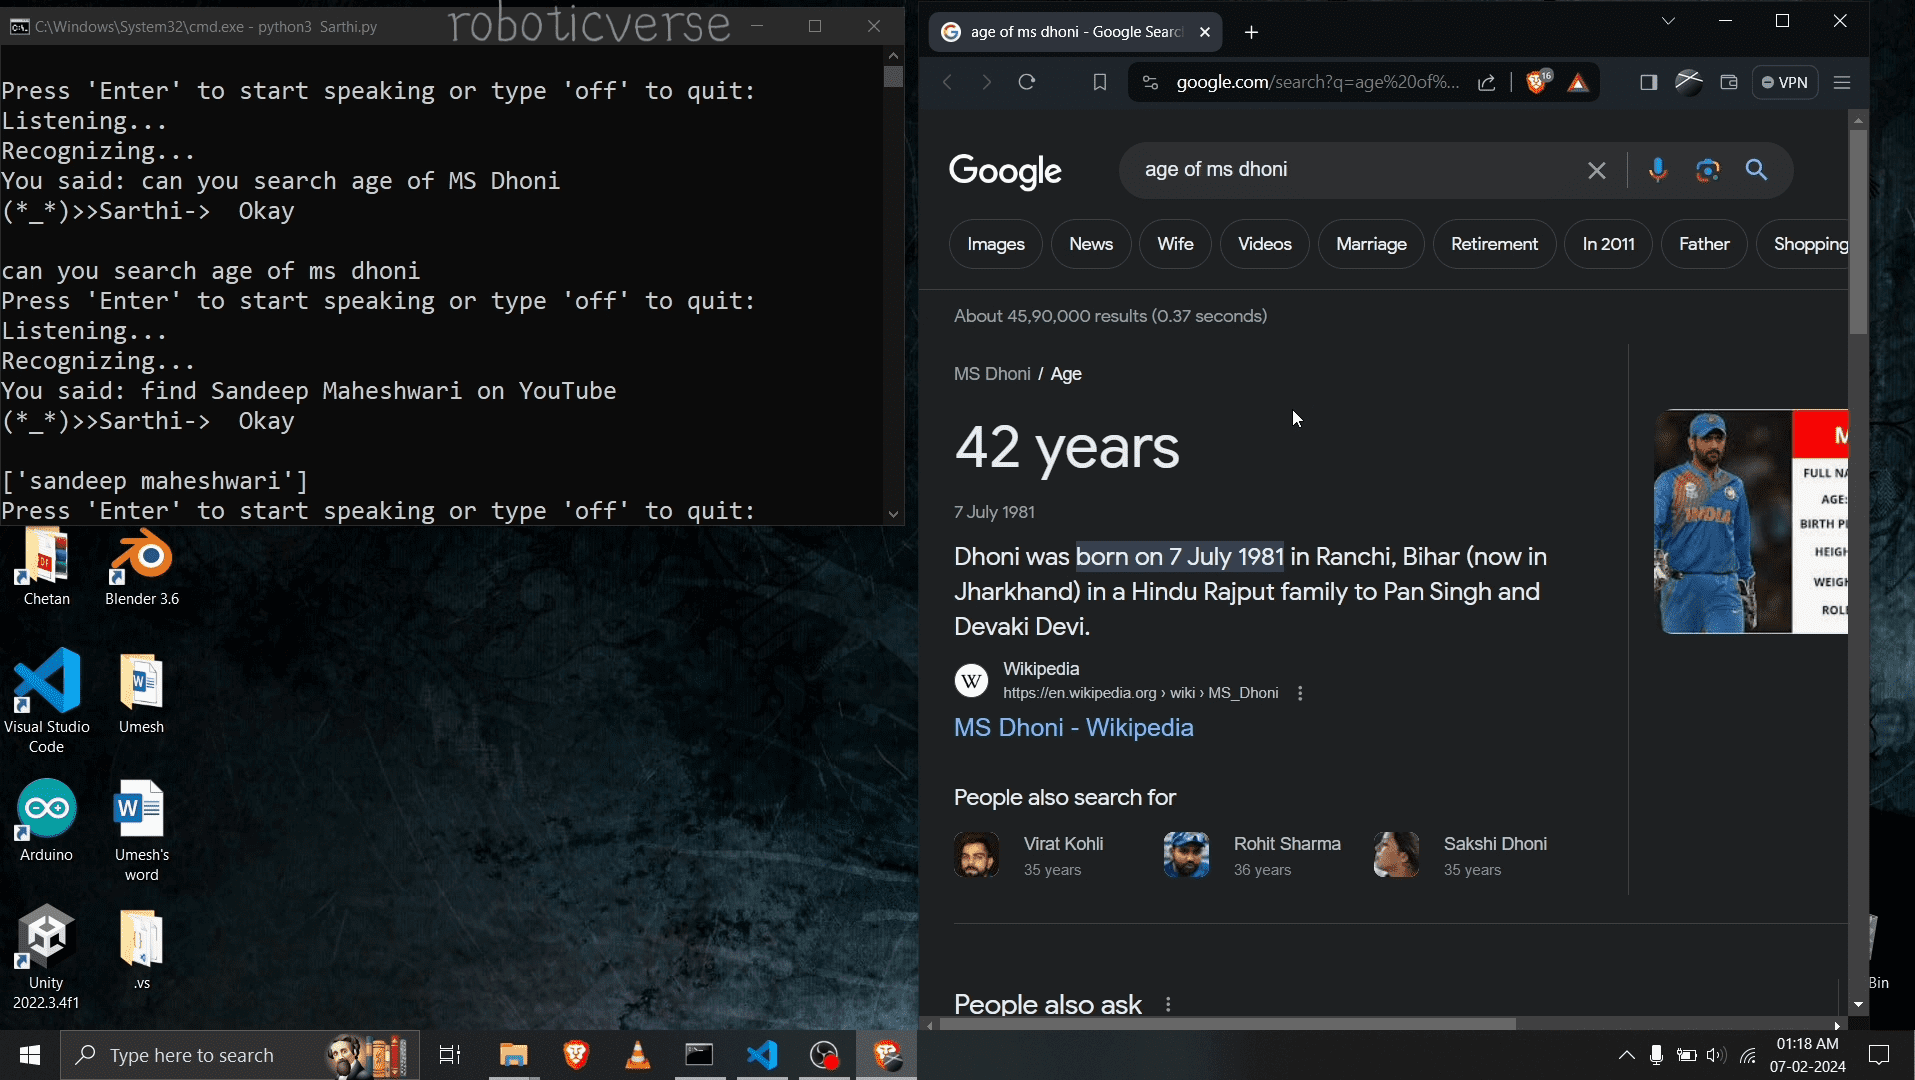 C:\Windows\System32\cmd.exe - python3  Sarthi.py
roboticverse
Press 'Enter' to start speaking or type 'off' to quit:
Listening...
Recognizing...
You said: can you search age of MS Dhoni
(*_*)>>Sarthi->  Okay
can you search age of ms dhoni
Press 'Enter' to start speaking or type 'off' to quit:
Listening...
Recognizing...
You said: find Sandeep Maheshwari on YouTube
(*_*)>>Sarthi->  Okay
['sandeep maheshwari']
Press 'Enter' to start speaking or type 'off' to quit:
Chetan
Blender 3.6
Visual Studio
Code
Umesh
Arduino
Umesh's
word
Unity
2022.3.4f1
.vs
age of ms dhoni - Google Searc
google.com/search?q=age%20of%...
16
VPN
Google
age of ms dhoni
Images
News
Wife
Videos
Marriage
Retirement
In 2011
Father
Shopping
About 45,90,000 results (0.37 seconds)
MS Dhoni / Age
42 years
7 July 1981
Dhoni was born on 7 July 1981 in Ranchi, Bihar (now in
Jharkhand) in a Hindu Rajput family to Pan Singh and
Devaki Devi.
W
Wikipedia
https://en.wikipedia.org › wiki › MS_Dhoni
MS Dhoni - Wikipedia
INDIA
M
FULL NA
AGE:
BIRTH P
HEIGH
WEIGH
ROL
People also search for
Virat Kohli
35 years
Rohit Sharma
36 years
Sakshi Dhoni
35 years
People also ask
Bin
Type here to search
01:18 AM
07-02-2024